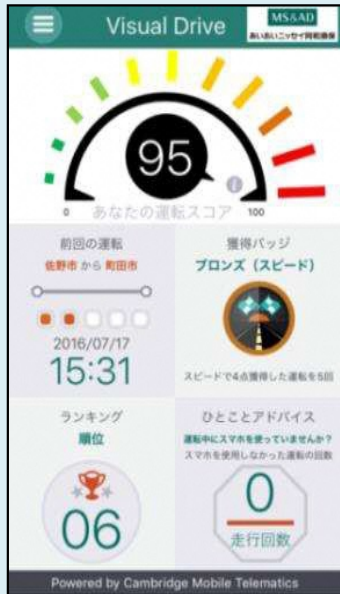 Visual Drive
MS&AD
あいおいニッセイ同和損保
95
i
0
あなたの運転スコア
100
前回の運転
佐野市 から 町田市
2016/07/17
15:31
獲得バッジ
ブロンズ（スピード）
スピードで4点獲得した運転を5回
ランキング
順位
06
ひとことアドバイス
運転中にスマホを使っていませんか？
スマホを使用しなかった運転の回数
0
走行回数
Powered by Cambridge Mobile Telematics